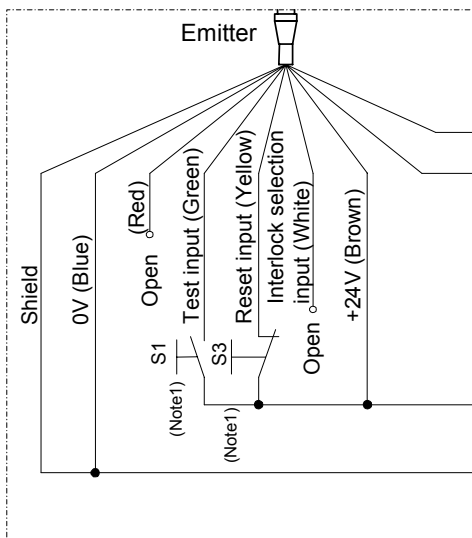 Emitter
Shield
0V (Blue)
(Red)
Open
Test input (Green)
S1
(Note1)
Reset input (Yellow)
S3
(Note1)
Interlock selection
input (White)
Open
+24V (Brown)